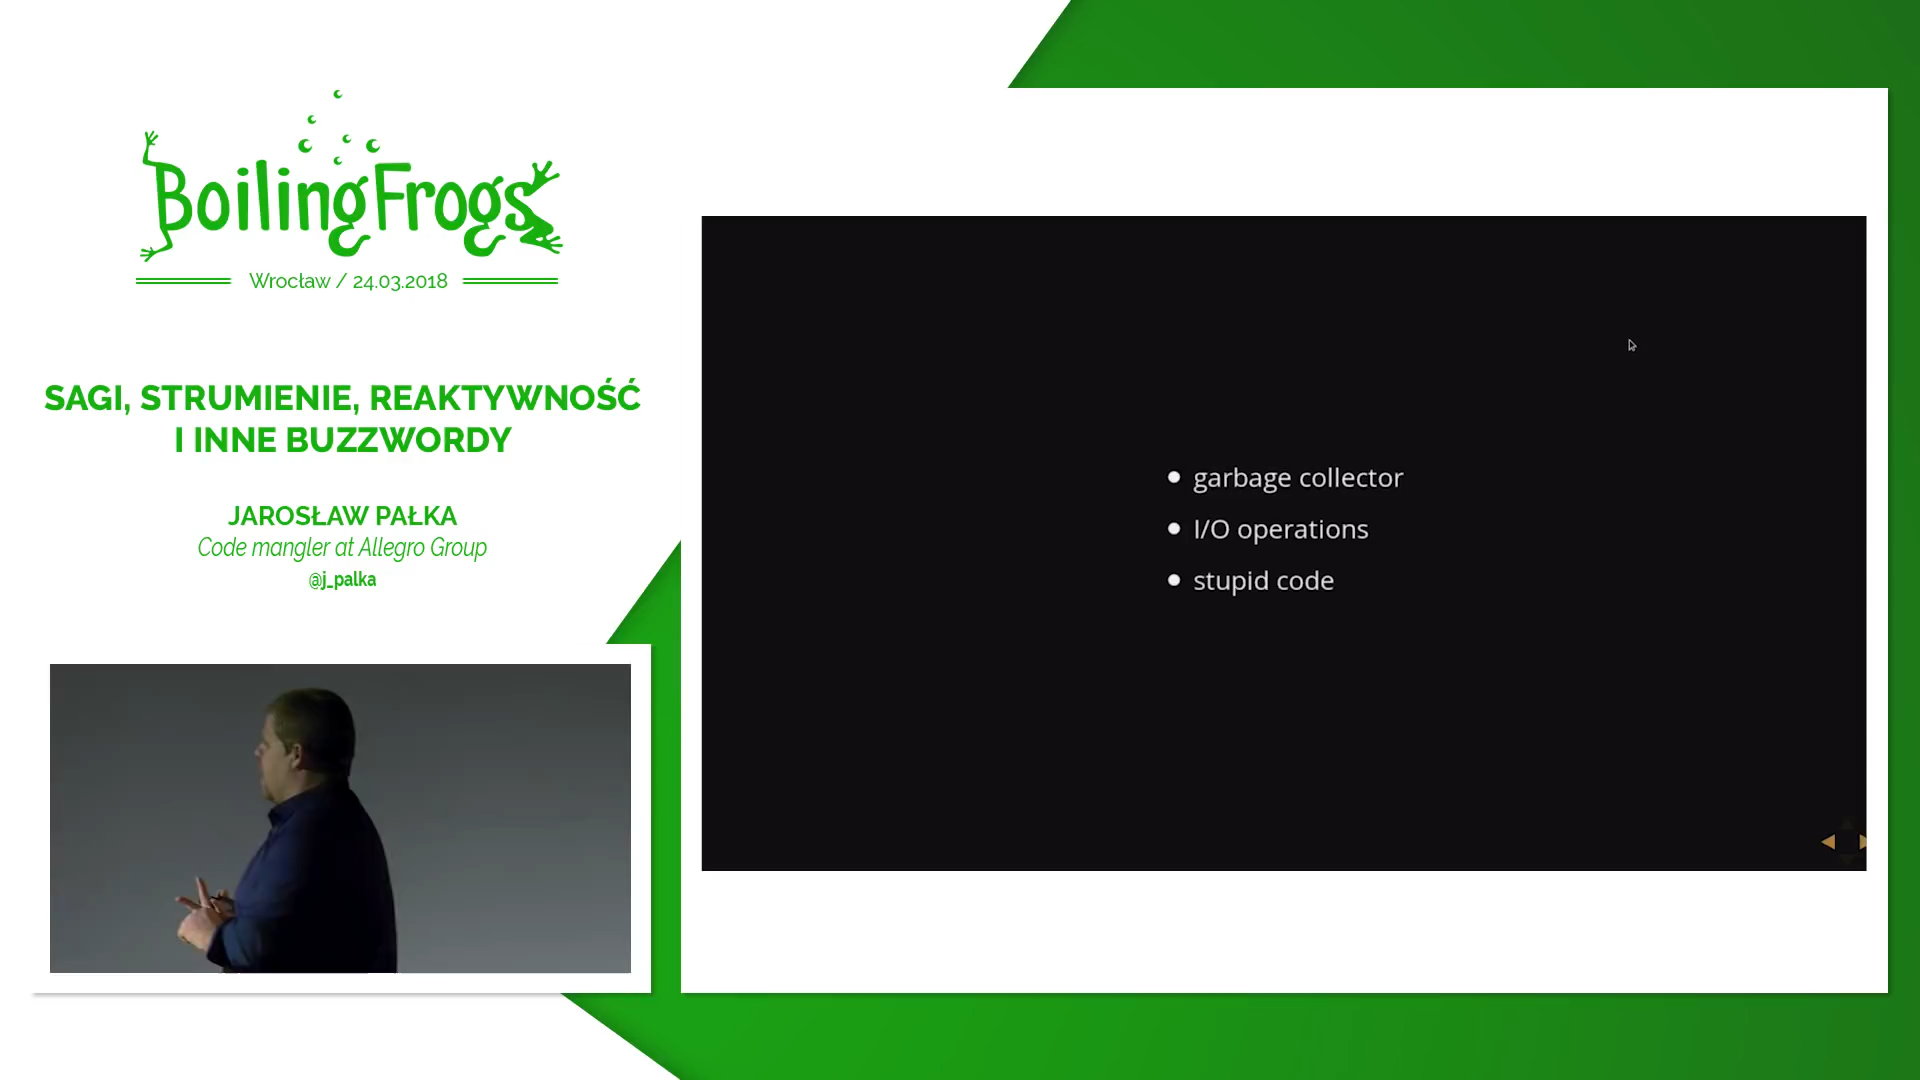 BoilingFrogs
Wrocław / 24.03.2018
SAGI, STRUMIENIE, REAKTYWNOŚĆ
I INNE BUZZWORDY
JAROSŁAW PAŁKA
Code mangler at Allegro Group
@j_palka
garbage collector
I/O operations
stupid code